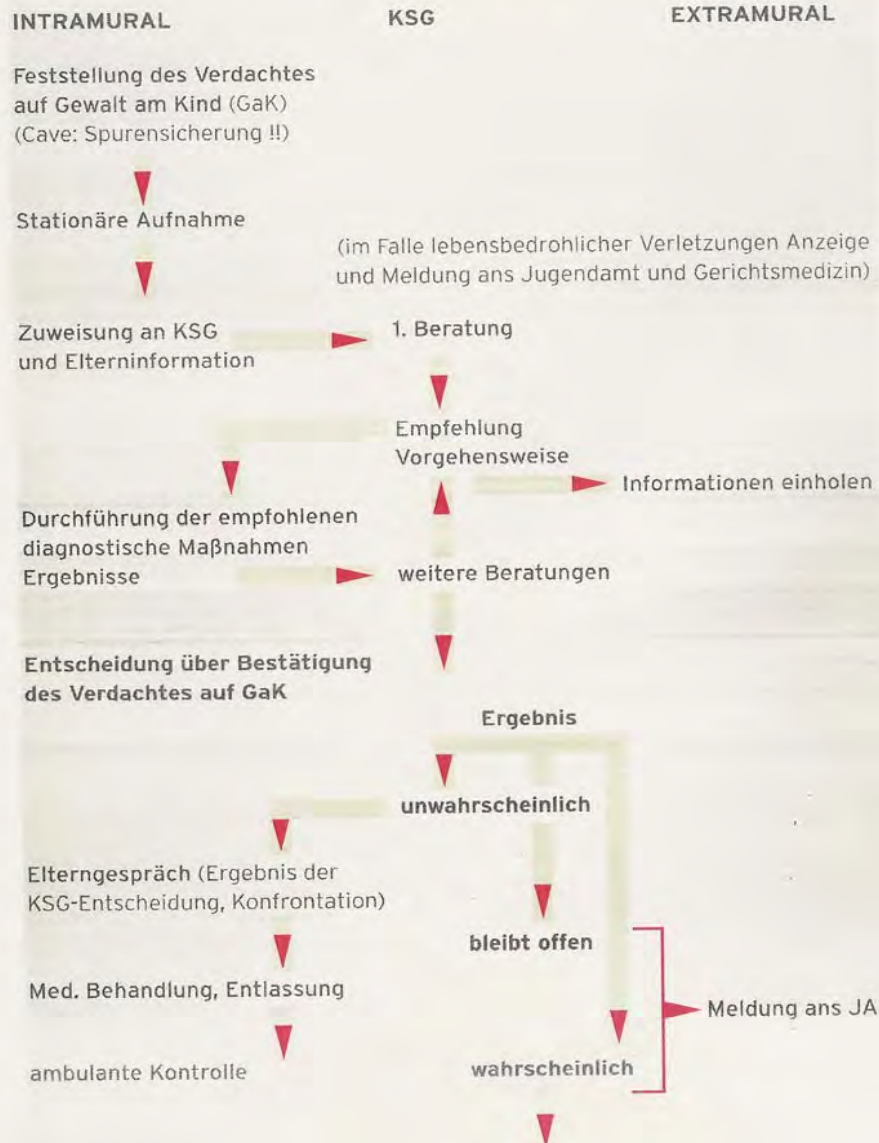 INTRAMURAL KSG EXTRAMURAL
Feststellung des Verdachtes
auf Gewalt am Kind (GaK)
(Cave: Spurensicherung !!)
Stationäre Aufnahme
(im Falle lebensbedrohlicher Verletzungen Anzeige
und Meldung ans Jugendamt und Gerichtsmedizin)
Zuweisung an KSG
und Elterninformation
1. Beratung
Empfehlung
Vorgehensweise
Informationen einholen
Durchführung der empfohlenen
diagnostische Maßnahmen
Ergebnisse
weitere Beratungen
Entscheidung über Bestätigung
des Verdachtes auf GaK
Ergebnis
unwahrscheinlich
Elterngespräch (Ergebnis der
KSG-Entscheidung, Konfrontation)
bleibt offen
Med. Behandlung, Entlassung
Meldung ans JA
ambulante Kontrolle
wahrscheinlich